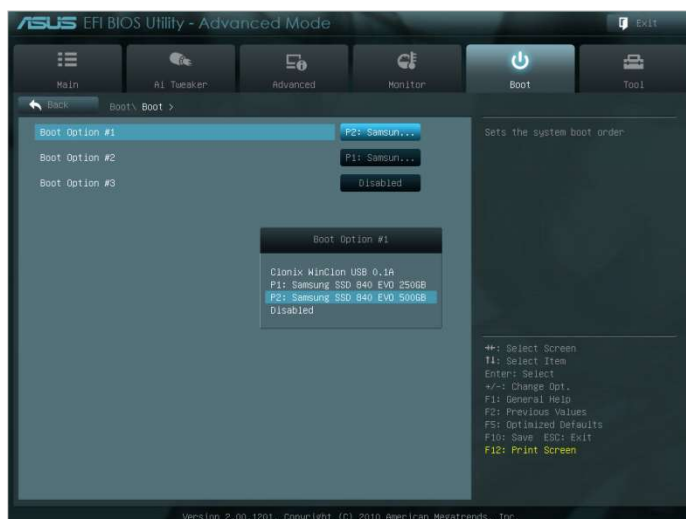 ASUS EFI BIOS Utility - Advanced Mode
Exit
Main
Ai Tweaker
Advanced
Monitor
Boot
Tool
Back
Boot\ Boot >
Boot Option #1
P2: Samsun...
Sets the system boot order
Boot Option #2
P1: Samsun...
Boot Option #3
Disabled
Boot Option #1
Clonix WinClon USB 0.1A
P1: Samsung SSD 840 EVO 250GB
P2: Samsung SSD 840 EVO 500GB
Disabled
→←: Select Screen
↑↓: Select Item
Enter: Select
+/-: Change Opt.
F1: General Help
F2: Previous Values
F5: Optimized Defaults
F10: Save ESC: Exit
F12: Print Screen
Version 2.00.1201. Copyright (C) 2010 American Megatrends, Inc.